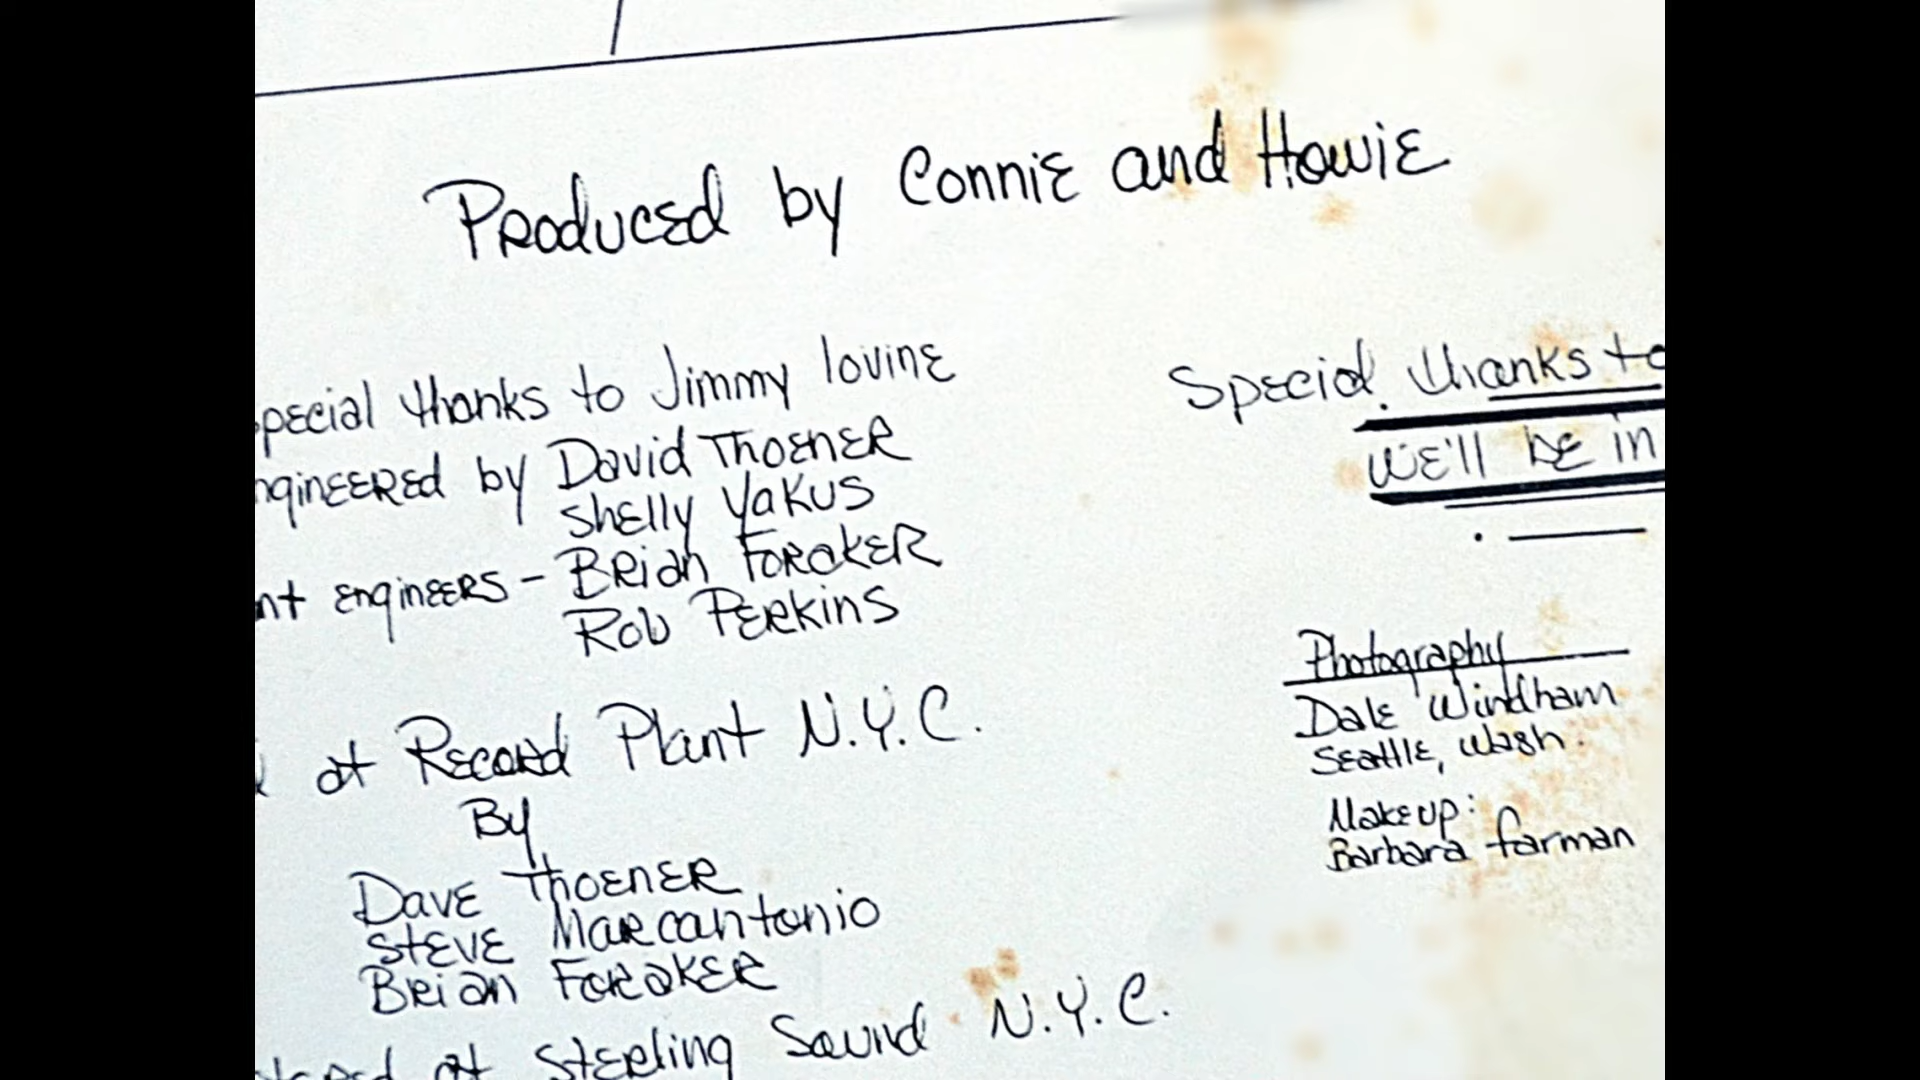 Produced by Connie and Howie
pecial thanks to Jimmy Iovine
ngineered by David Thoener
Shelly Yakus
nt engineers - Brian Foraker
Rob Perkins
at Record Plant N.Y.C.
By
Dave Thoener
Steve Marcantonio
Brian Foraker
at Sterling Sound N.Y.C.
Special thanks to
we'll be in
Photography
Dale Windham
Seattle, Wash.
Makeup:
Barbara farman